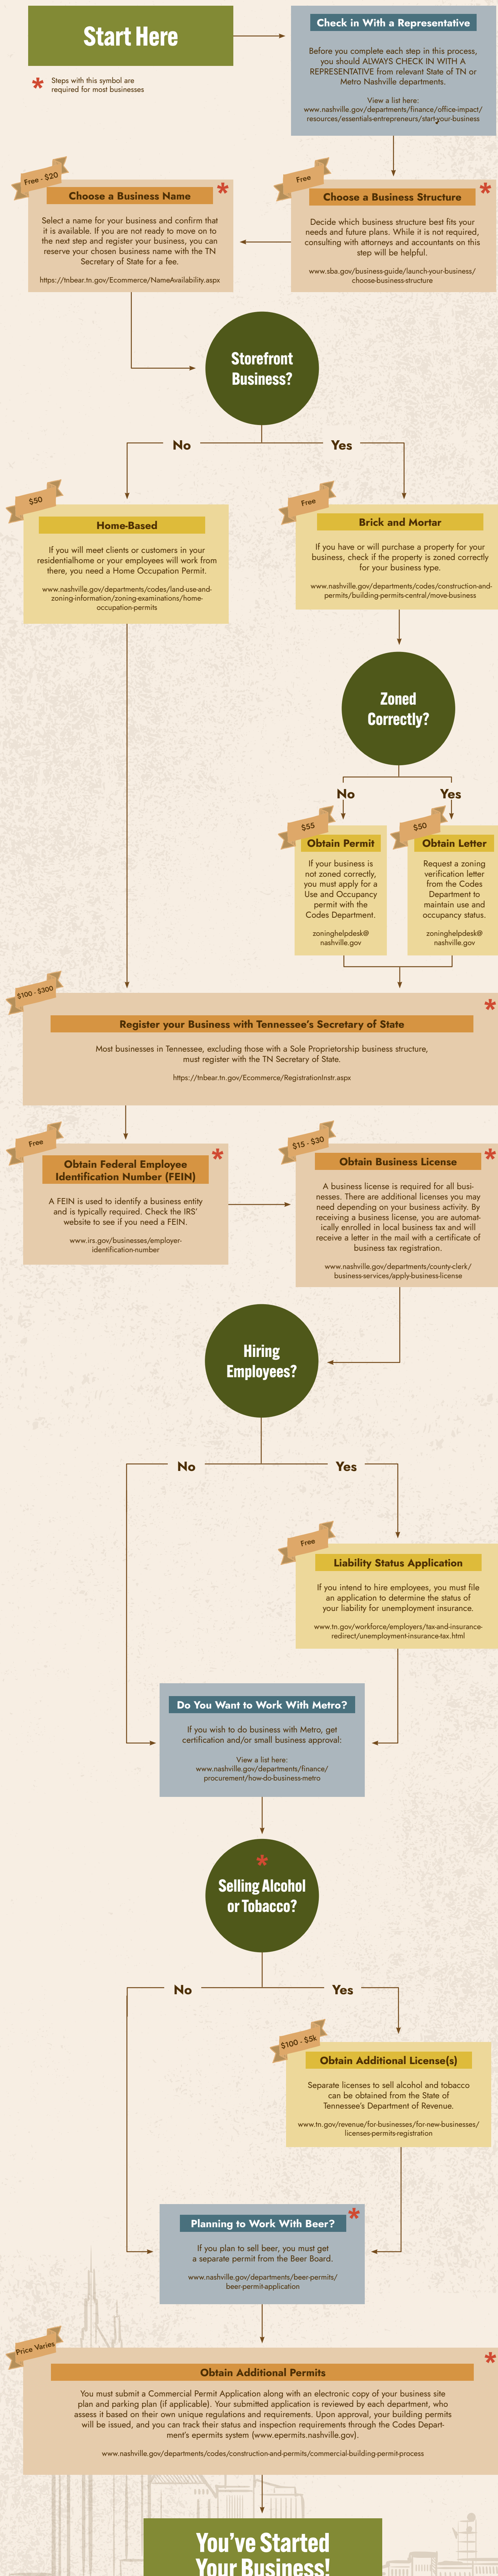 Start Here
* Steps with this symbol are
required for most businesses
Check in With a Representative
Before you complete each step in this process,
you should ALWAYS CHECK IN WITH A
REPRESENTATIVE from relevant State of TN or
Metro Nashville departments.
View a list here:
www.nashville.gov/departments/finance/office-impact/
resources/essentials-entrepreneurs/start-your-business
Free
*
Choose a Business Structure
Decide which business structure best fits your
needs and future plans. While it is not required,
consulting with attorneys and accountants on this
step will be helpful.
www.sba.gov/business-guide/launch-your-business/
choose-business-structure
Free - $20
*
Choose a Business Name
Select a name for your business and confirm that
it is available. If you are not ready to move on to
the next step and register your business, you can
reserve your chosen business name with the TN
Secretary of State for a fee.
https://tnbear.tn.gov/Ecommerce/NameAvailability.aspx
Storefront
Business?
No
Yes
$50
Home-Based
If you will meet clients or customers in your
residentialhome or your employees will work from
there, you need a Home Occupation Permit.
www.nashville.gov/departments/codes/land-use-and-
zoning-information/zoning-examinations/home-
occupation-permits
Free
Brick and Mortar
If you have or will purchase a property for your
business, check if the property is zoned correctly
for your business type.
www.nashville.gov/departments/codes/construction-and-
permits/building-permits-central/move-business
Zoned
Correctly?
No
Yes
$55
Obtain Permit
If your business is
not zoned correctly,
you must apply for a
Use and Occupancy
permit with the
Codes Department.
zoninghelpdesk@
nashville.gov
$50
Obtain Letter
Request a zoning
verification letter
from the Codes
Department to
maintain use and
occupancy status.
zoninghelpdesk@
nashville.gov
$100 - $300
*
Register your Business with Tennessee's Secretary of State
Most businesses in Tennessee, excluding those with a Sole Proprietorship business structure,
must register with the TN Secretary of State.
https://tnbear.tn.gov/Ecommerce/RegistrationInstr.aspx
Free
*
Obtain Federal Employee
Identification Number (FEIN)
A FEIN is used to identify a business entity
and is typically required. Check the IRS'
website to see if you need a FEIN.
www.irs.gov/businesses/employer-
identification-number
$15 - $30
*
Obtain Business License
A business license is required for all busi-
nesses. There are additional licenses you may
need depending on your business activity. By
receiving a business license, you are automat-
ically enrolled in local business tax and will
receive a letter in the mail with a certificate of
business tax registration.
www.nashville.gov/departments/county-clerk/
business-services/apply-business-license
Hiring
Employees?
No
Yes
Free
Liability Status Application
If you intend to hire employees, you must file
an application to determine the status of
your liability for unemployment insurance.
www.tn.gov/workforce/employers/tax-and-insurance-
redirect/unemployment-insurance-tax.html
Do You Want to Work With Metro?
If you wish to do business with Metro, get
certification and/or small business approval:
View a list here:
www.nashville.gov/departments/finance/
procurement/how-do-business-metro
*
Selling Alcohol
or Tobacco?
No
Yes
$100 - $5k
Obtain Additional License(s)
Separate licenses to sell alcohol and tobacco
can be obtained from the State of
Tennessee's Department of Revenue.
www.tn.gov/revenue/for-businesses/for-new-businesses/
licenses-permits-registration
*
Planning to Work With Beer?
If you plan to sell beer, you must get
a separate permit from the Beer Board.
www.nashville.gov/departments/beer-permits/
beer-permit-application
Price Varies
*
Obtain Additional Permits
You must submit a Commercial Permit Application along with an electronic copy of your business site
plan and parking plan (if applicable). Your submitted application is reviewed by each department, who
assess it based on their own unique regulations and requirements. Upon your approval, your building permits
will be issued, and you can track their status and inspection requirements through the Codes Depart-
ment's epermits system (www.epermits.nashville.gov).
www.nashville.gov/departments/codes/construction-and-permits/commercial-building-permit-process
You've Started
Your Business!